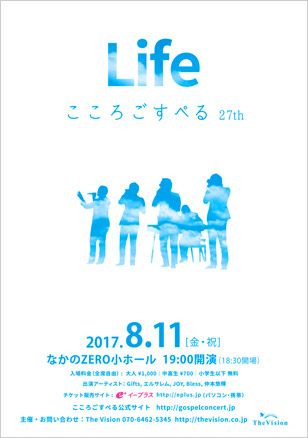 Life
こころごすぺる 27th
2017.8.11[金・祝]
なかのZERO小ホール 19:00開演(18:30開場)
入場料金(全席自由): 大人 ¥1,000 : 中高生 ¥700 : 小学生以下 無料
出演アーティスト: Gifts, エルサレム, JOY, Bless, 仲本悠輝
チケット販売サイト: e+ イープラス http://eplus.jp (パソコン・携帯)
こころごすぺる公式サイト http://gospelconcert.jp
主催・お問い合わせ: The Vision 070-6462-5345 http://thevision.co.jp
TheVision